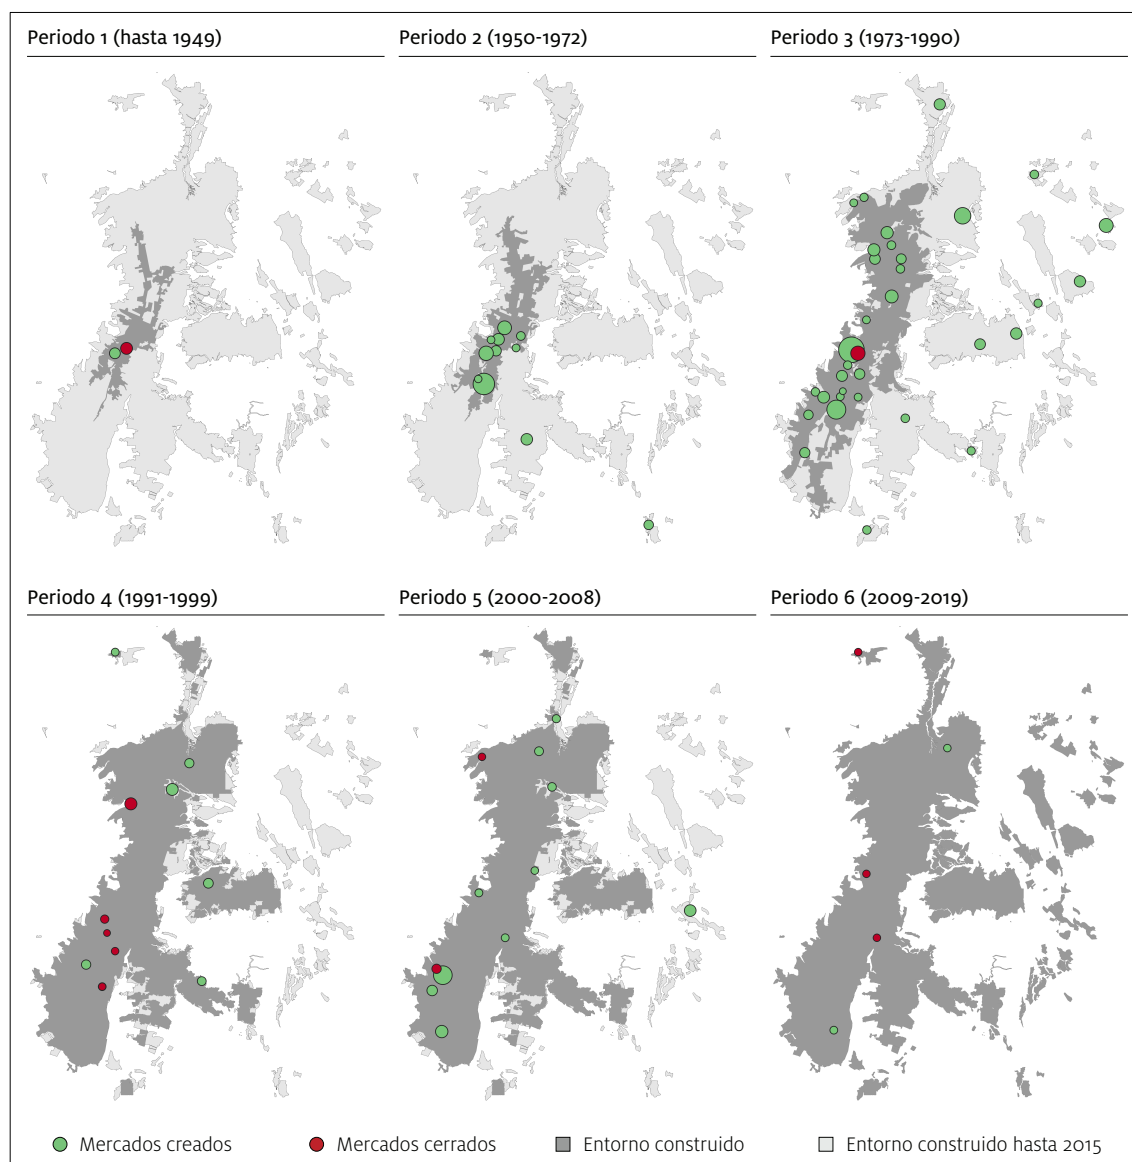 Periodo 1 (hasta 1949)
Periodo 2 (1950-1972)
Periodo 3 (1973-1990)
Periodo 4 (1991-1999)
Periodo 5 (2000-2008)
Periodo 6 (2009-2019)
Mercados creados
Mercados cerrados
Entorno construido
Entorno construido hasta 2015